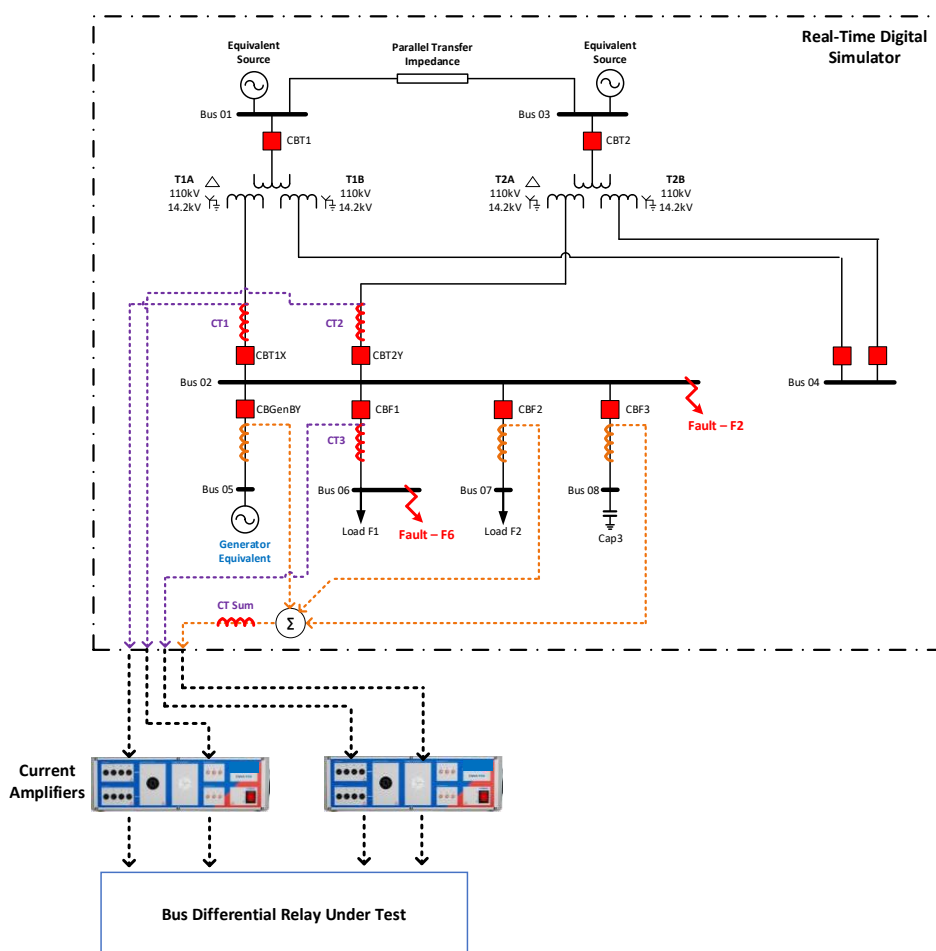 Real-Time Digital
Simulator
Equivalent
Source
Parallel Transfer
Impedance
Equivalent
Source
Bus 01
Bus 03
CBT1
CBT2
T1A
110kV
14.2kV
T1B
110kV
14.2kV
T2A
110kV
14.2kV
T2B
110kV
14.2kV
CT1
CT2
CBT1X
CBT2Y
Bus 02
Bus 04
CBGenBY
CBF1
CBF2
CBF3
Fault – F2
CT3
Bus 05
Bus 06
Bus 07
Bus 08
Load F1
Fault – F6
Load F2
Cap3
Generator
Equivalent
CT Sum
Σ
Current
Amplifiers
Bus Differential Relay Under Test